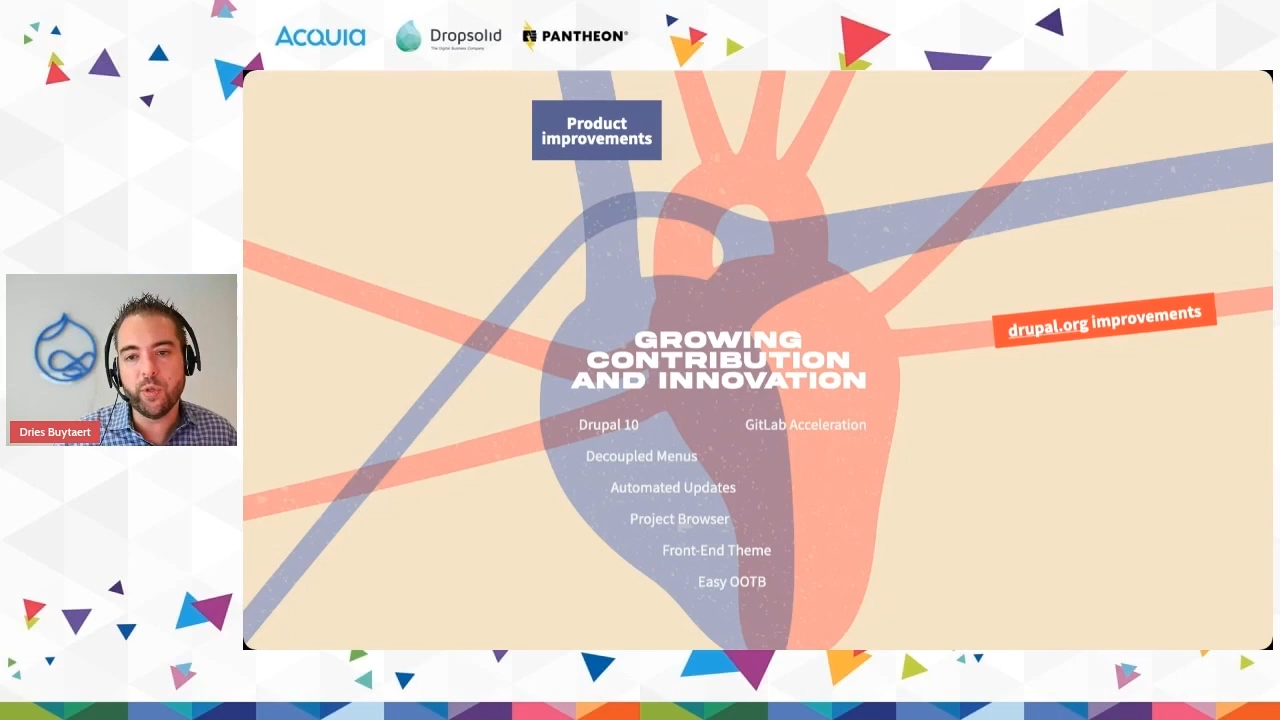 Acquia
Dropsolid
The Digital Business Company
PANTHEON
Product
improvements
drupal.org improvements
GROWING
CONTRIBUTION
AND INNOVATION
Drupal 10
GitLab Acceleration
Decoupled Menus
Automated Updates
Project Browser
Front-End Theme
Easy OOTB
Dries Buytaert